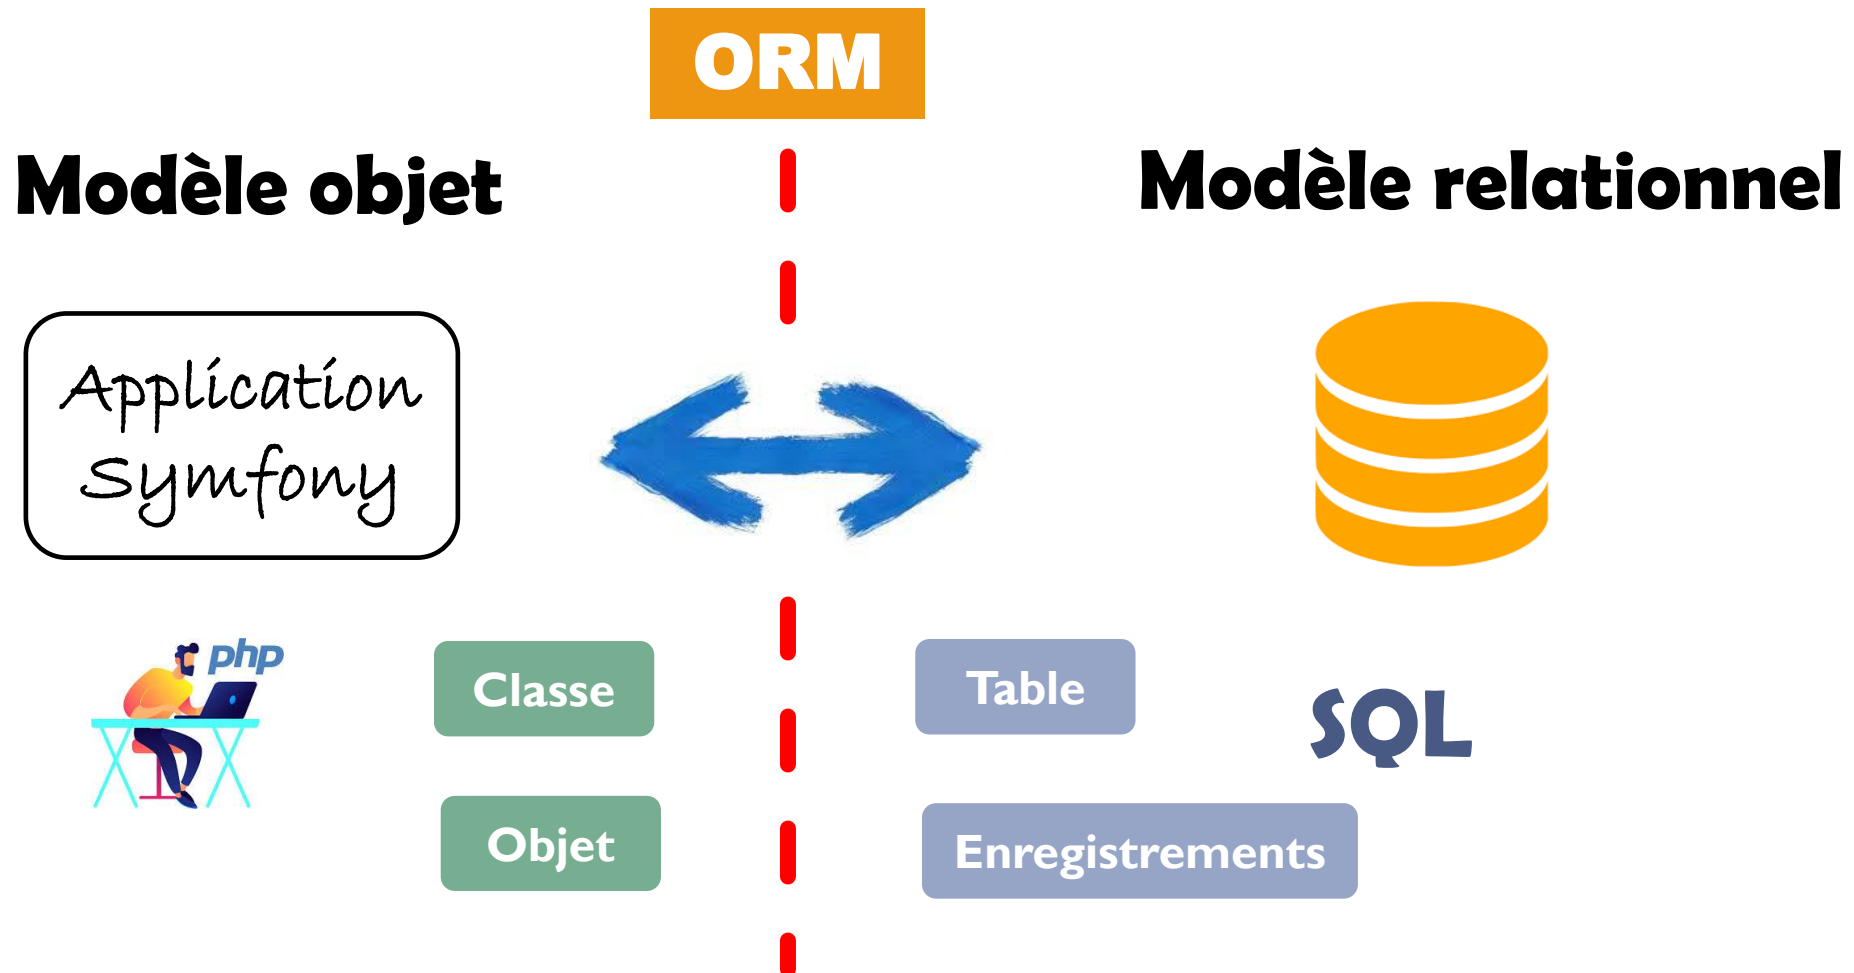 ORM
Modèle objet
Modèle relationnel
Application
Symfony
php
Classe
Table
SQL
Objet
Enregistrements